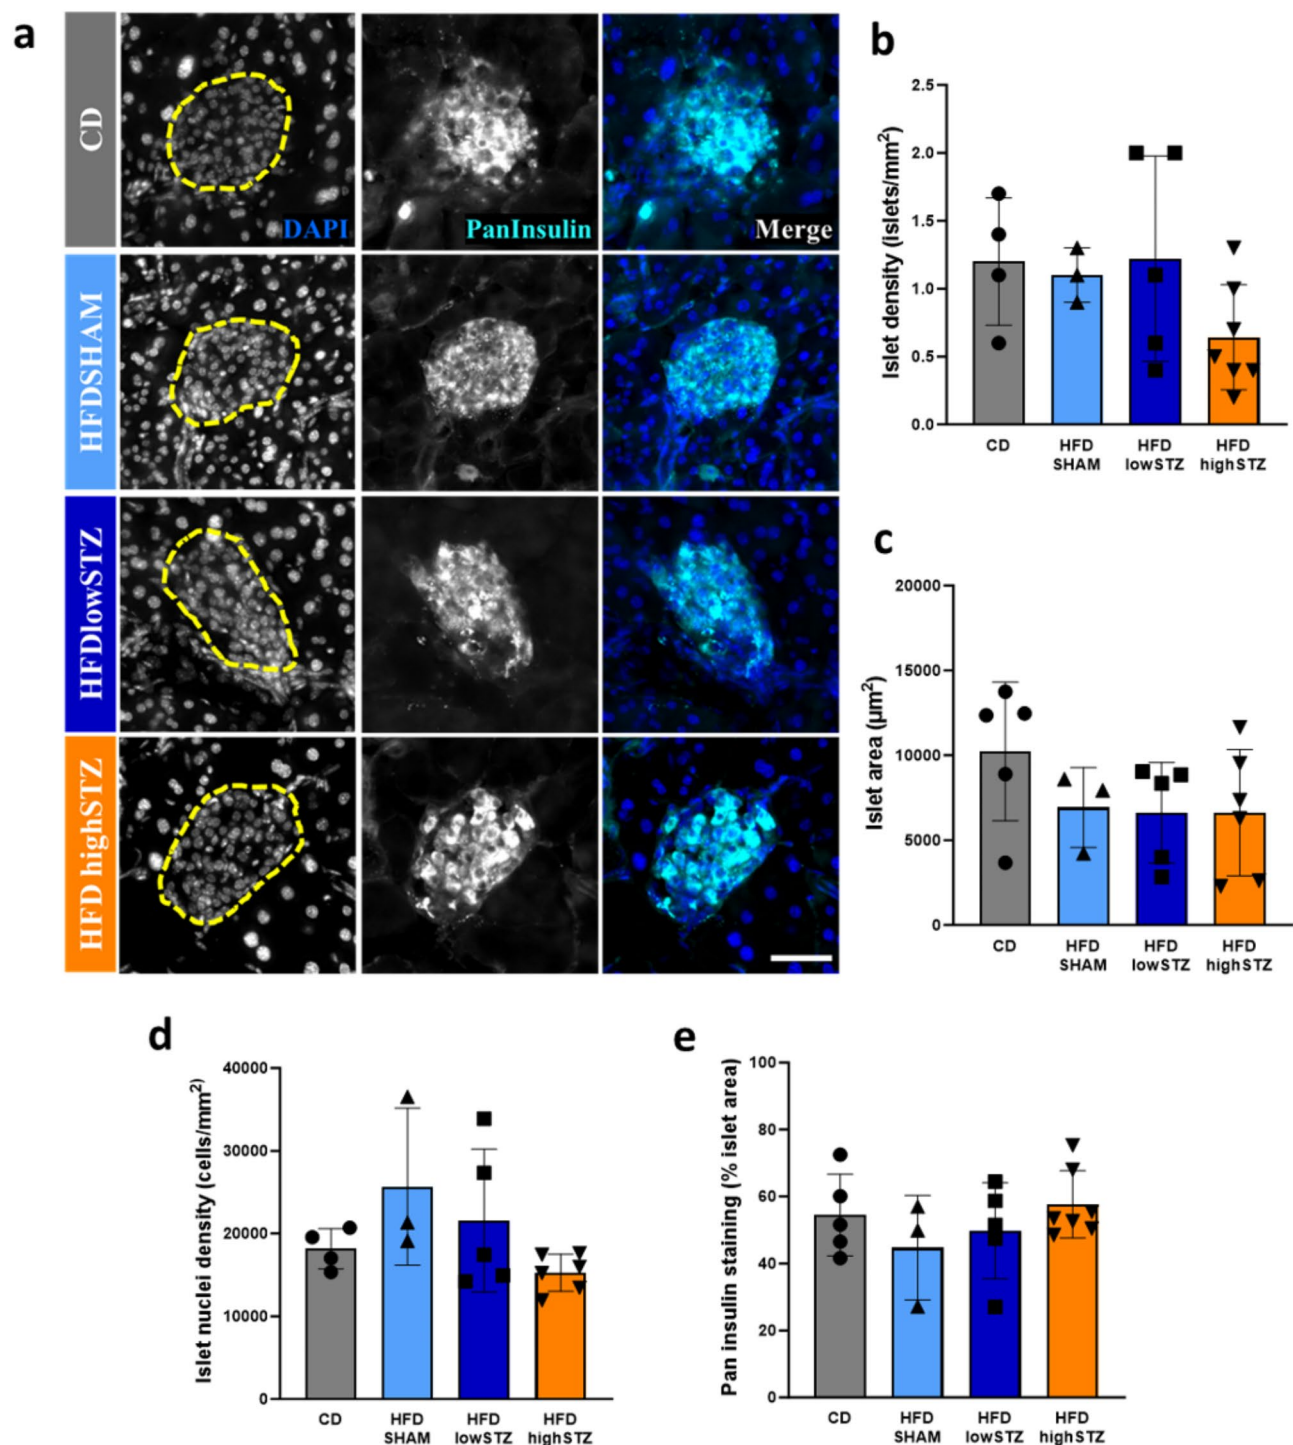 a
CD
DAPI
PanInsulin
Merge
HFDSHAM
HFDlowSTZ
HFD highSTZ
b
Islet density (islets/mm²)
2.5
2.0
1.5
1.0
0.5
0.0
CD
HFD
SHAM
HFD
lowSTZ
HFD
highSTZ
c
Islet area (μm²)
20000
15000
10000
5000
0
CD
HFD
SHAM
HFD
lowSTZ
HFD
highSTZ
d
Islet nuclei density (cells/mm²)
40000
30000
20000
10000
0
CD
HFD
SHAM
HFD
lowSTZ
HFD
highSTZ
e
Pan insulin staining (% islet area)
100
80
60
40
20
0
CD
HFD
SHAM
HFD
lowSTZ
HFD
highSTZ